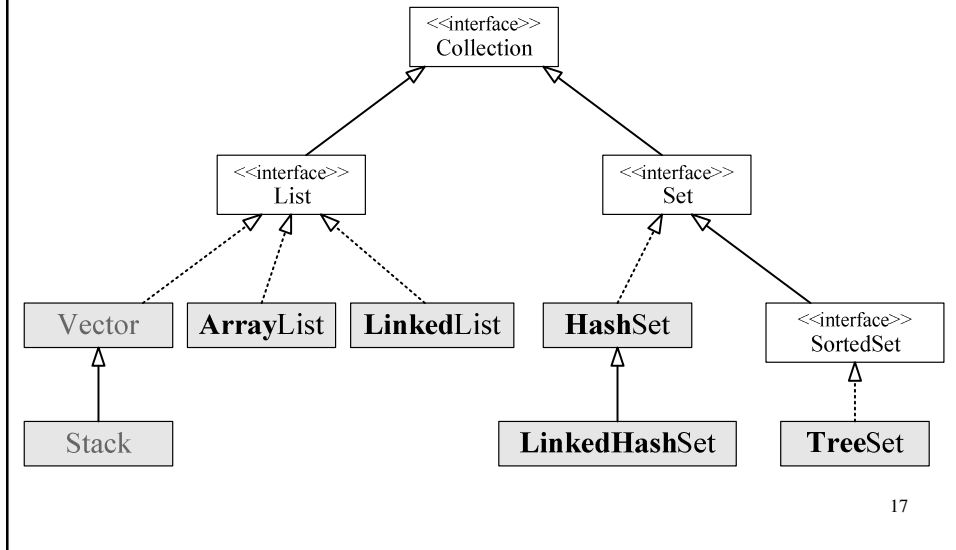 <<interface>>
Collection
<<interface>>
List
<<interface>>
Set
Vector
ArrayList
LinkedList
HashSet
<<interface>>
SortedSet
Stack
LinkedHashSet
TreeSet
17